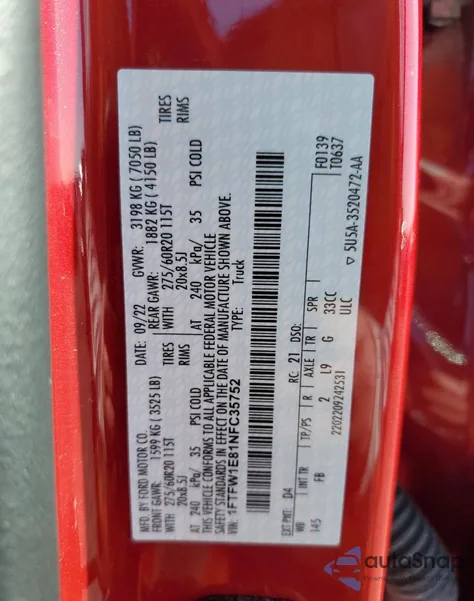 MFD. BY FORD MOTOR CO.
DATE: 09/22 GVWR: 3198 KG ( 7050 LB)
FRONT GAWR: 1599 KG ( 3525 LB) REAR GAWR: 1882 KG ( 4150 LB)
WITH 275/60R20 115T TIRES WITH 275/60R20 115T TIRES
20x8.5J RIMS 20x8.5J RIMS
AT 240 kPa/ 35 PSI COLD AT 240 kPa/ 35 PSI COLD
THIS VEHICLE CONFORMS TO ALL APPLICABLE FEDERAL MOTOR VEHICLE
SAFETY STANDARDS IN EFFECT ON THE DATE OF MANUFACTURE SHOWN ABOVE.
VIN: 1FTFW1E81NFC35752 TYPE: Truck
F0139
T0637
EXT PNT: D4 RC: 21 DSO:
WB INT TR TP/PS R AXLE TR SPR
145 FB 2 L9 G 33CC
ULC
2202209242531
▽ 5U5A-3520472-AA
autoSnap